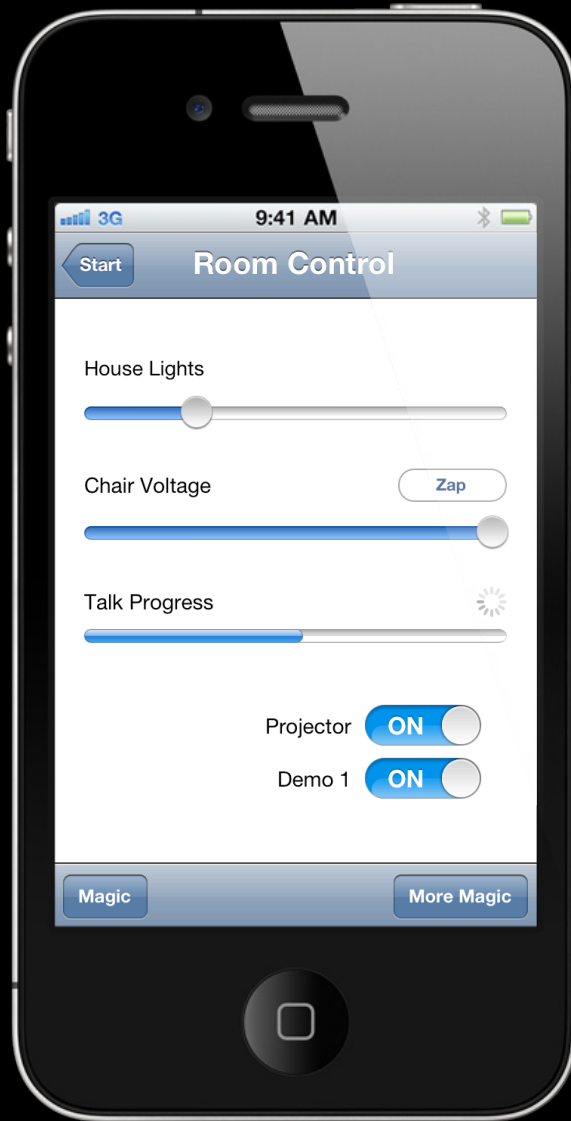 3G 9:41 AM
Start Room Control
House Lights
Chair Voltage Zap
Talk Progress
Projector ON
Demo 1 ON
Magic More Magic